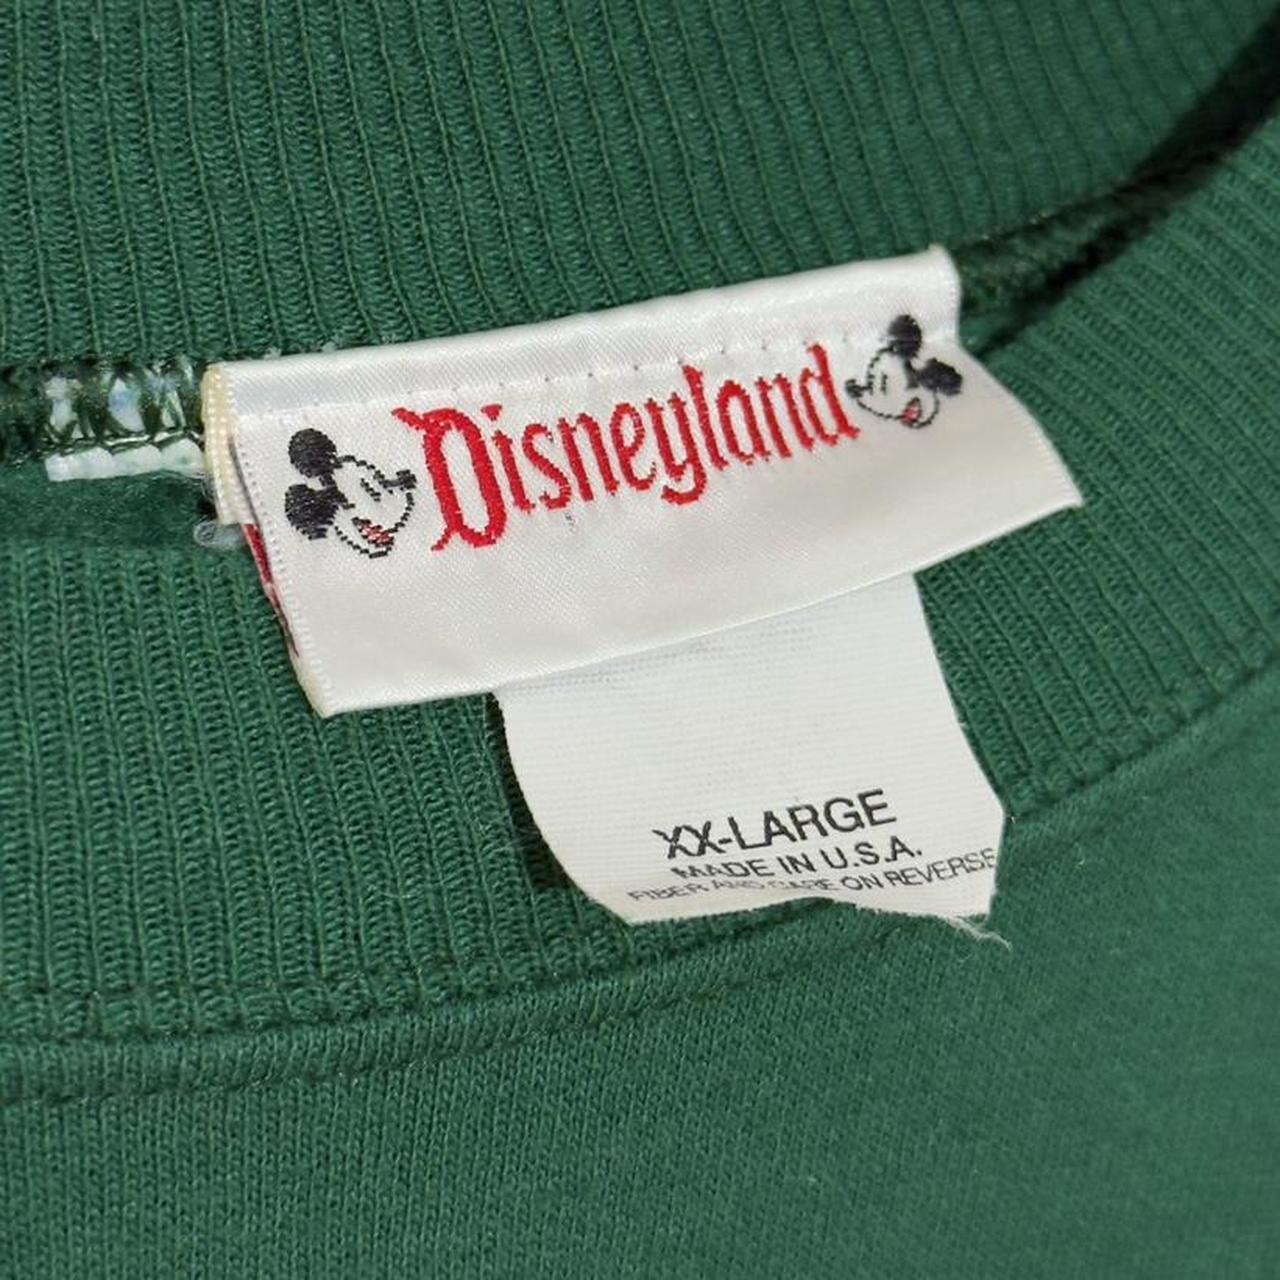 Disneyland
XX-LARGE
MADE IN U.S.A.
FIBER AND CARE ON REVERSE